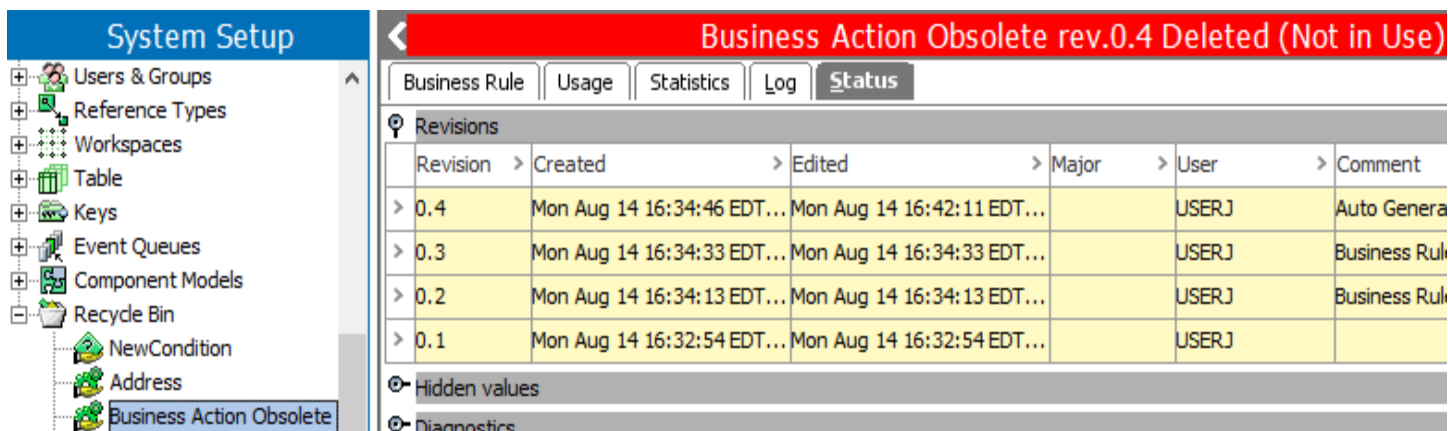 System Setup
Business Action Obsolete rev.0.4 Deleted (Not in Use)
Users & Groups
Reference Types
Workspaces
Table
Keys
Event Queues
Component Models
Recycle Bin
NewCondition
Address
Business Action Obsolete
Business Rule Usage Statistics Log Status
Revisions
Revision > Created > Edited > Major > User > Comment
> 0.4 Mon Aug 14 16:34:46 EDT... Mon Aug 14 16:42:11 EDT... USERJ Auto Genera
> 0.3 Mon Aug 14 16:34:33 EDT... Mon Aug 14 16:34:33 EDT... USERJ Business Rul
> 0.2 Mon Aug 14 16:34:13 EDT... Mon Aug 14 16:34:13 EDT... USERJ Business Rul
> 0.1 Mon Aug 14 16:32:54 EDT... Mon Aug 14 16:32:54 EDT... USERJ
Hidden values
Diagnostics